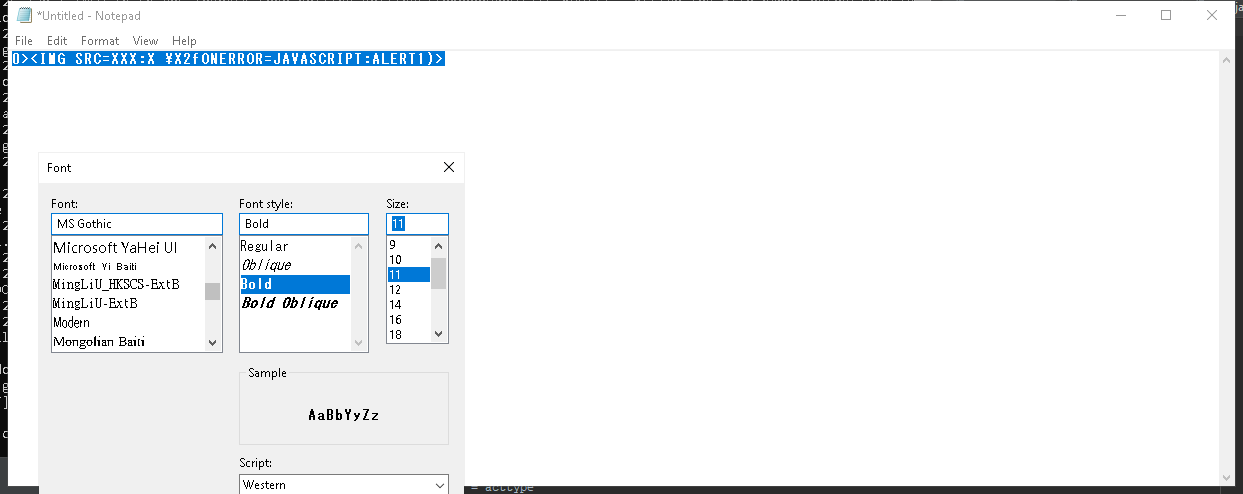 *Untitled - Notepad
File Edit Format View Help
O><IMG SRC=XXX:X ¥X2fONERROR=JAVASCRIPT:ALERT1)>
Font
Font: Font style: Size:
MS Gothic Bold 11
Microsoft YaHei UI Regular 9
Microsoft Yi Baiti Oblique 10
MingLiU_HKSCS-ExtB Bold 11
MingLiU-ExtB Bold Oblique 12
Modern 14
Mongolian Baiti 16
18
Sample
AaBbYyZz
Script:
Western
= acttype